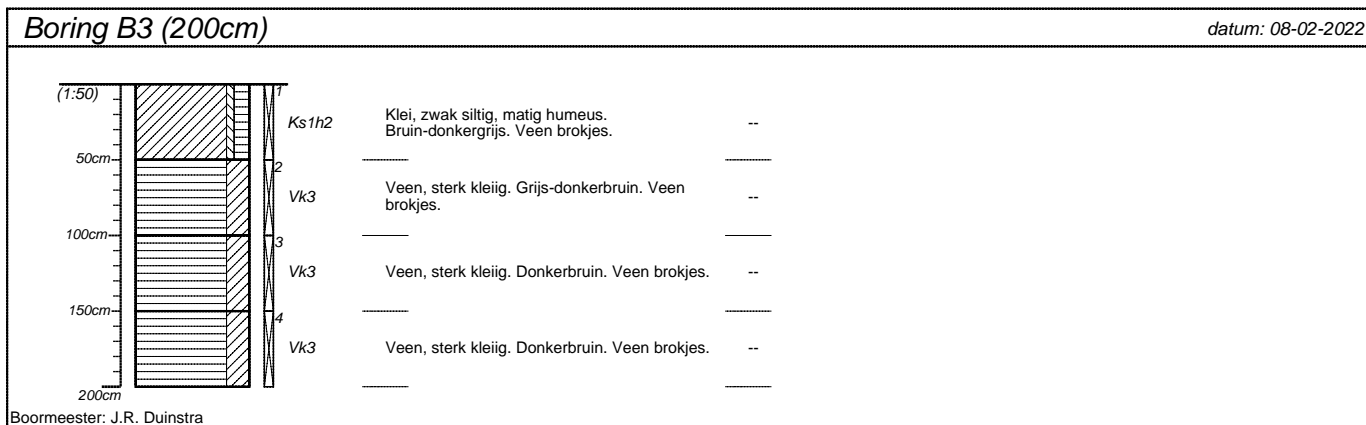 Boring B3 (200cm)
datum: 08-02-2022
(1:50)
1
Ks1h2
Klei, zwak siltig, matig humeus.
Bruin-donkergrijs. Veen brokjes.
--
50cm
2
Vk3
Veen, sterk kleiig. Grijs-donkerbruin. Veen
brokjes.
--
100cm
3
Vk3
Veen, sterk kleiig. Donkerbruin. Veen brokjes.
--
150cm
4
Vk3
Veen, sterk kleiig. Donkerbruin. Veen brokjes.
--
200cm
Boormeester: J.R. Duinstra